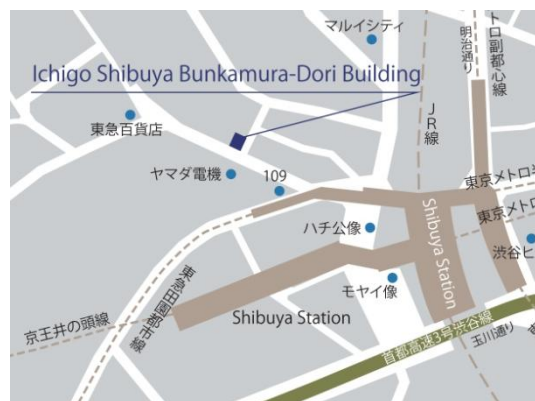 マルイシティ
明治通り
トロ副都心線
Ichigo Shibuya Bunkamura-Dori Building
JR線
東急百貨店
ヤマダ電機
109
東京メトロ半
東京メトロ
ハチ公像
Shibuya Station
渋谷ヒ
モヤイ像
東急田園都市線
京王井の頭線
Shibuya Station
首都高速3号渋谷線
玉川通り